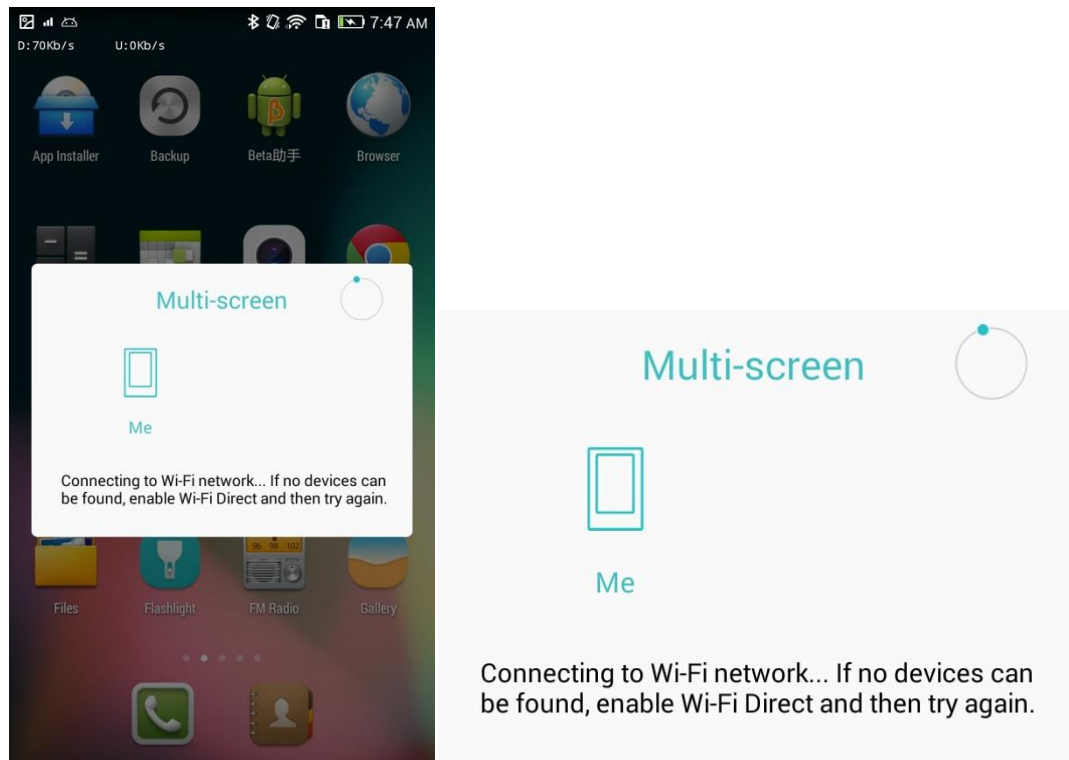 7:47 AM
D:70Kb/s U:0Kb/s
App Installer
Backup
Beta助手
Browser
Multi-screen
Me
Connecting to Wi-Fi network... If no devices can
be found, enable Wi-Fi Direct and then try again.
96 98 102
Files
Flashlight
FM Radio
Gallery
Multi-screen
Me
Connecting to Wi-Fi network... If no devices can
be found, enable Wi-Fi Direct and then try again.